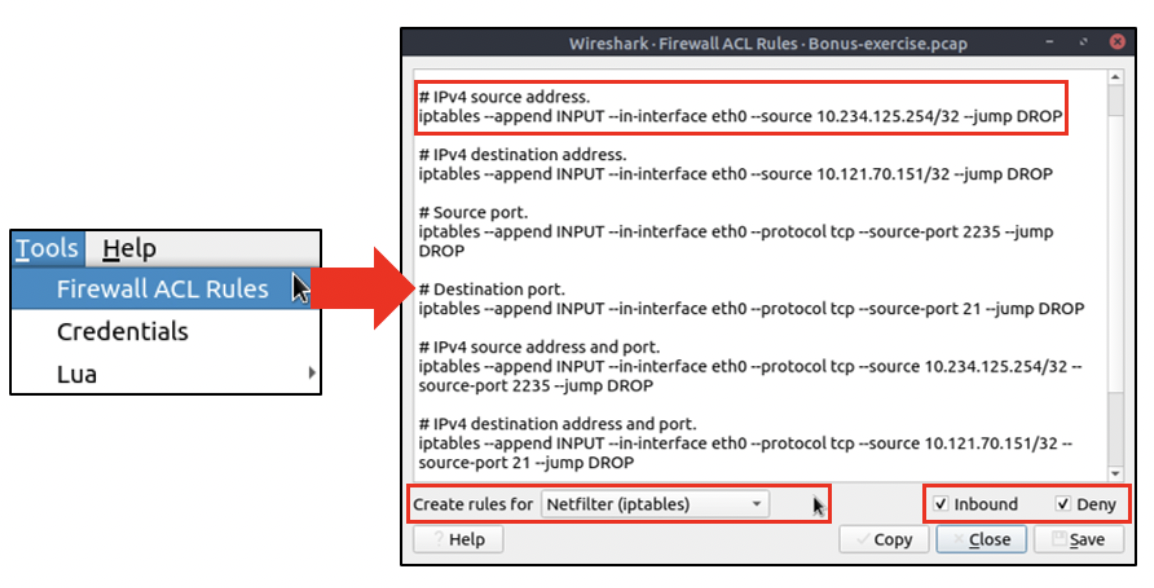 Wireshark · Firewall ACL Rules · Bonus-exercise.pcap
# IPv4 source address.
iptables --append INPUT --in-interface eth0 --source 10.234.125.254/32 --jump DROP
# IPv4 destination address.
iptables --append INPUT --in-interface eth0 --source 10.121.70.151/32 --jump DROP
# Source port.
iptables --append INPUT --in-interface eth0 --protocol tcp --source-port 2235 --jump
DROP
# Destination port.
iptables --append INPUT --in-interface eth0 --protocol tcp --source-port 21 --jump DROP
# IPv4 source address and port.
iptables --append INPUT --in-interface eth0 --protocol tcp --source 10.234.125.254/32 --
source-port 2235 --jump DROP
# IPv4 destination address and port.
iptables --append INPUT --in-interface eth0 --protocol tcp --source 10.121.70.151/32 --
source-port 21 --jump DROP
Create rules for Netfilter (iptables) Inbound Deny
Help Copy Close Save
Tools Help
Firewall ACL Rules
Credentials
Lua